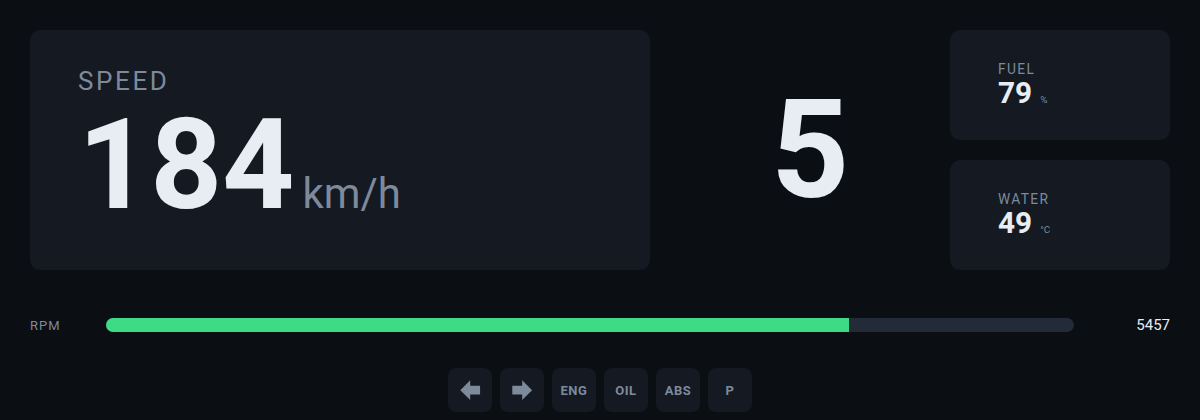 SPEED
184 km/h
5
FUEL
79 %
WATER
49 °C
RPM
5457
ENG OIL ABS P